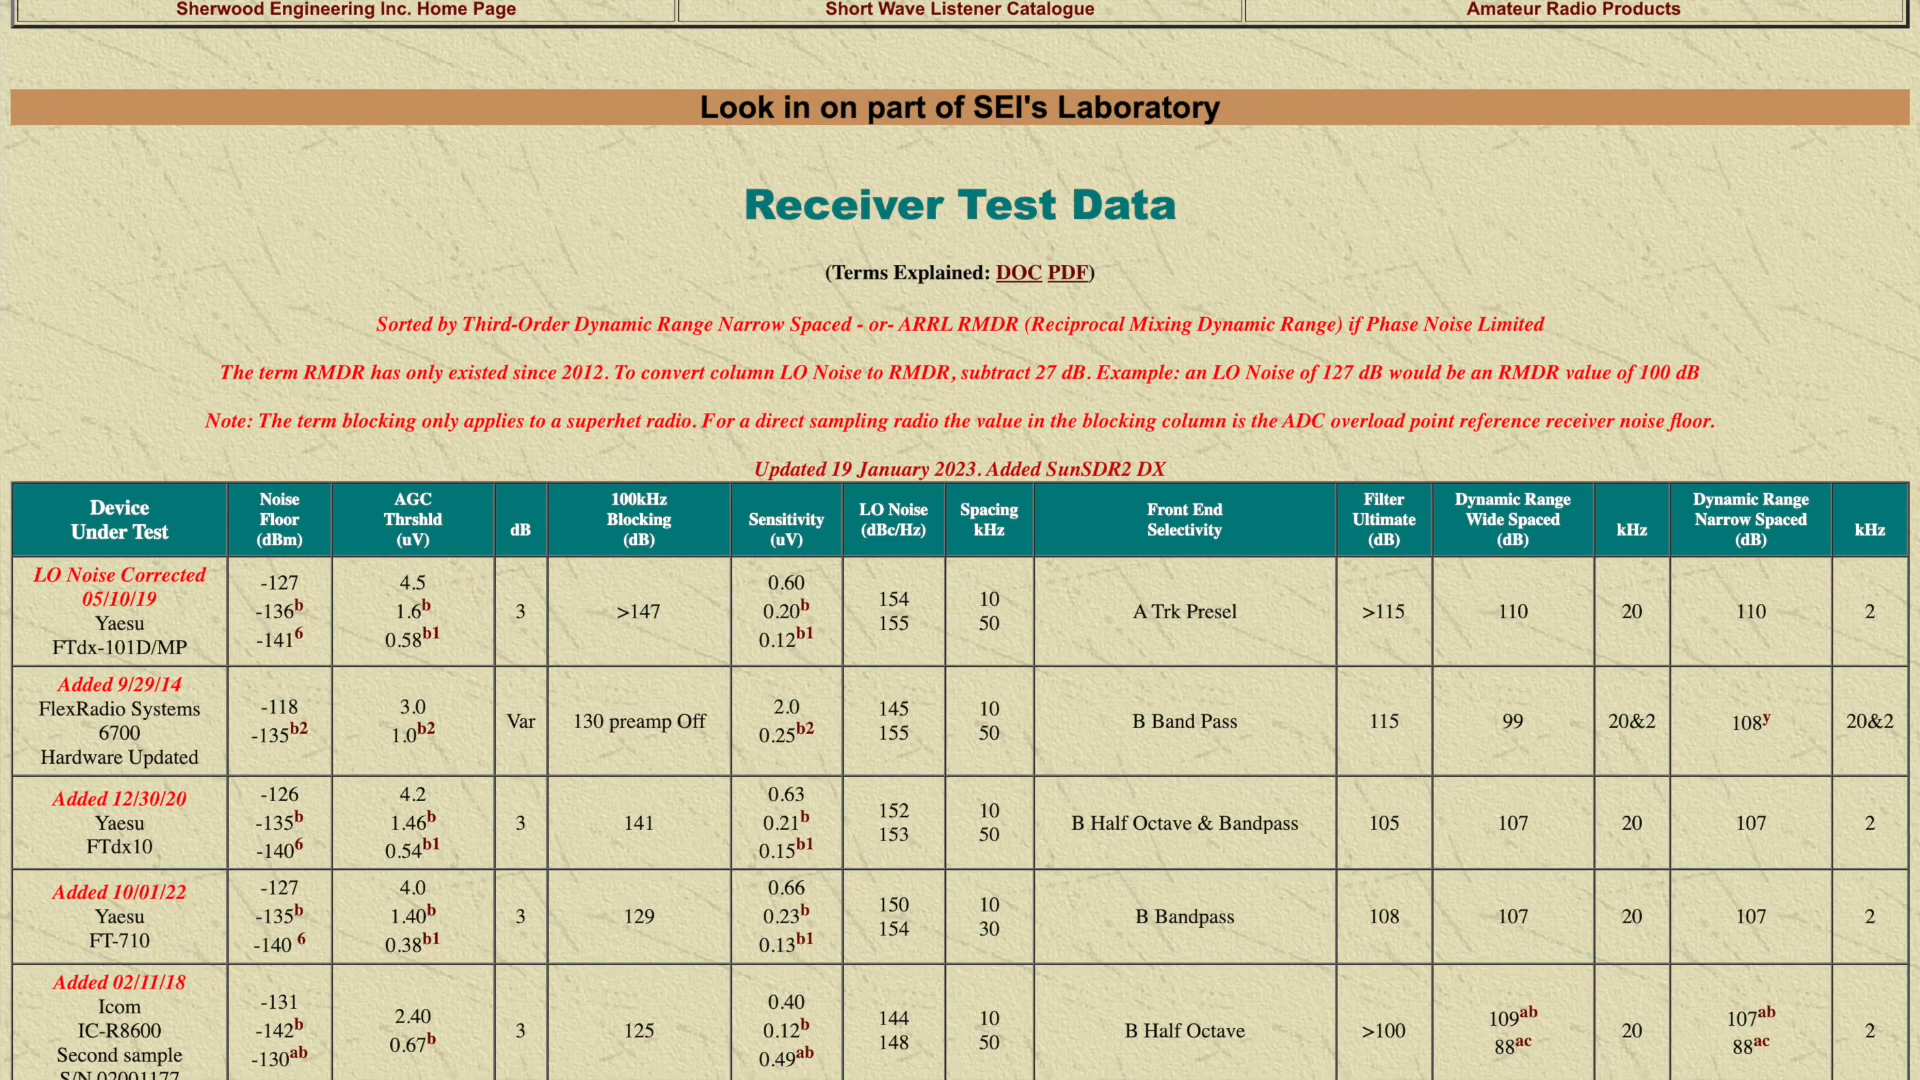 Sherwood Engineering Inc. Home Page Short Wave Listener Catalogue Amateur Radio Products
Look in on part of SEI's Laboratory
Receiver Test Data
(Terms Explained: DOC PDF)
Sorted by Third-Order Dynamic Range Narrow Spaced - or- ARRL RMDR (Reciprocal Mixing Dynamic Range) if Phase Noise Limited
The term RMDR has only existed since 2012. To convert column LO Noise to RMDR, subtract 27 dB. Example: an LO Noise of 127 dB would be an RMDR value of 100 dB
Note: The term blocking only applies to a superhet radio. For a direct sampling radio the value in the blocking column is the ADC overload point reference receiver noise floor.
Updated 19 January 2023. Added SunSDR2 DX
Device
Under Test
Noise
Floor
(dBm)
AGC
Thrshld
(uV)
dB
100kHz
Blocking
(dB)
Sensitivity
(uV)
LO Noise
(dBc/Hz)
Spacing
kHz
Front End
Selectivity
Filter
Ultimate
(dB)
Dynamic Range
Wide Spaced
(dB)
kHz
Dynamic Range
Narrow Spaced
(dB)
kHz
LO Noise Corrected
05/10/19
Yaesu
FTdx-101D/MP
-127
-136b
-1416
4.5
1.6b
0.58b1
3
>147
0.60
0.20b
0.12b1
154
155
10
50
A Trk Presel
>115
110
20
110
2
Added 9/29/14
FlexRadio Systems
6700
Hardware Updated
-118
-135b2
3.0
1.0b2
Var
130 preamp Off
2.0
0.25b2
145
155
10
50
B Band Pass
115
99
20&2
108y
20&2
Added 12/30/20
Yaesu
FTdx10
-126
-135b
-1406
4.2
1.46b
0.54b1
3
141
0.63
0.21b
0.15b1
152
153
10
50
B Half Octave & Bandpass
105
107
20
107
2
Added 10/01/22
Yaesu
FT-710
-127
-135b
-140 6
4.0
1.40b
0.38b1
3
129
0.66
0.23b
0.13b1
150
154
10
30
B Bandpass
108
107
20
107
2
Added 02/11/18
Icom
IC-R8600
Second sample
S/N 02001177
-131
-142b
-130ab
2.40
0.67b
3
125
0.40
0.12b
0.49ab
144
148
10
50
B Half Octave
>100
109ab
88ac
20
107ab
88ac
2